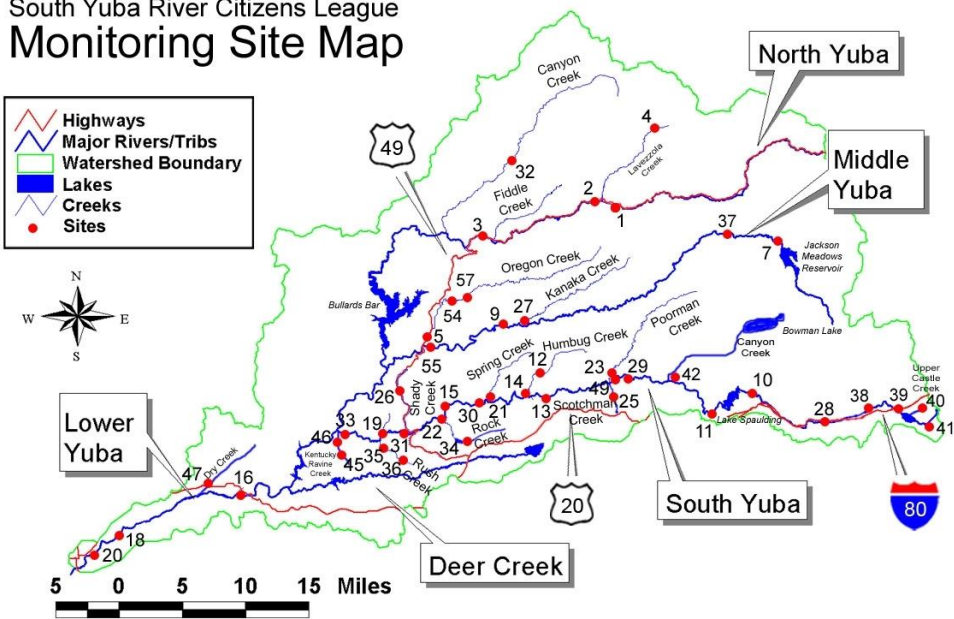 South Yuba River Citizens League
Monitoring Site Map
Highways
Major Rivers/Tribs
Watershed Boundary
Lakes
Creeks
Sites
N
W
E
S
North Yuba
Middle
Yuba
49
Canyon
Creek
4
32
Lavezzola
Creek
Fiddle
Creek
2
1
3
37
7
Jackson
Meadows
Reservoir
Oregon Creek
57
54
Kanaka Creek
Bullards Bar
9
27
Poorman
Creek
Bowman Lake
5
55
Spring Creek
Humbug Creek
12
Canyon
Creek
23
29
42
Upper
Castle
Creek
26
Shady
Creek
15
14
49
10
38
39
40
30
21
13
Scotchman
Creek
25
11
Lake Spaulding
28
41
Lower
Yuba
33
19
22
Rock
Creek
46
31
34
Kentucky
Ravine
Creek
45
35
36
Rush
Creek
47
Dry Creek
16
20
South Yuba
80
18
20
Deer Creek
5
0
5
10
15
Miles